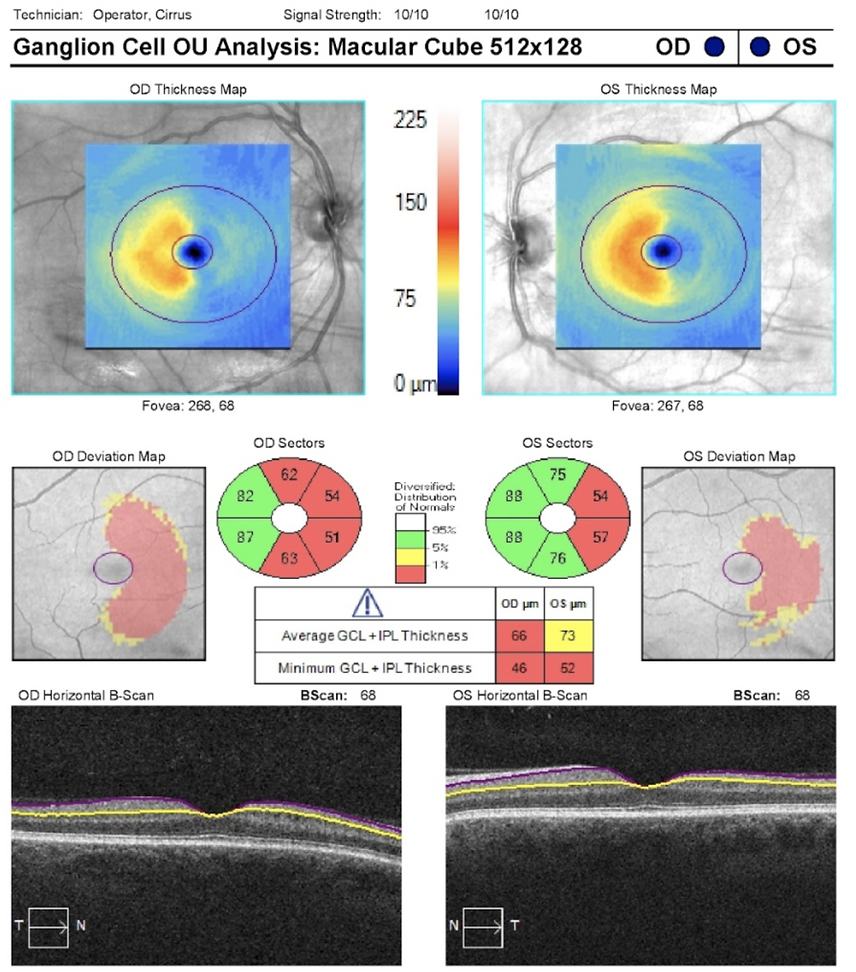 Technician: Operator, Cirrus Signal Strength: 10/10 10/10
Ganglion Cell OU Analysis: Macular Cube 512x128 OD OS
OD Thickness Map
OS Thickness Map
225
150
75
0 µm
Fovea: 268, 68
Fovea: 267, 68
OD Deviation Map
OD Sectors
OS Sectors
OS Deviation Map
62
82
54
87
51
63
Diversified:
Distribution
of Normals
95%
5%
1%
75
88
54
88
57
76
OD µm OS µm
Average GCL + IPL Thickness 66 73
Minimum GCL + IPL Thickness 46 52
OD Horizontal B-Scan BScan: 68
OS Horizontal B-Scan BScan: 68
T N
N T